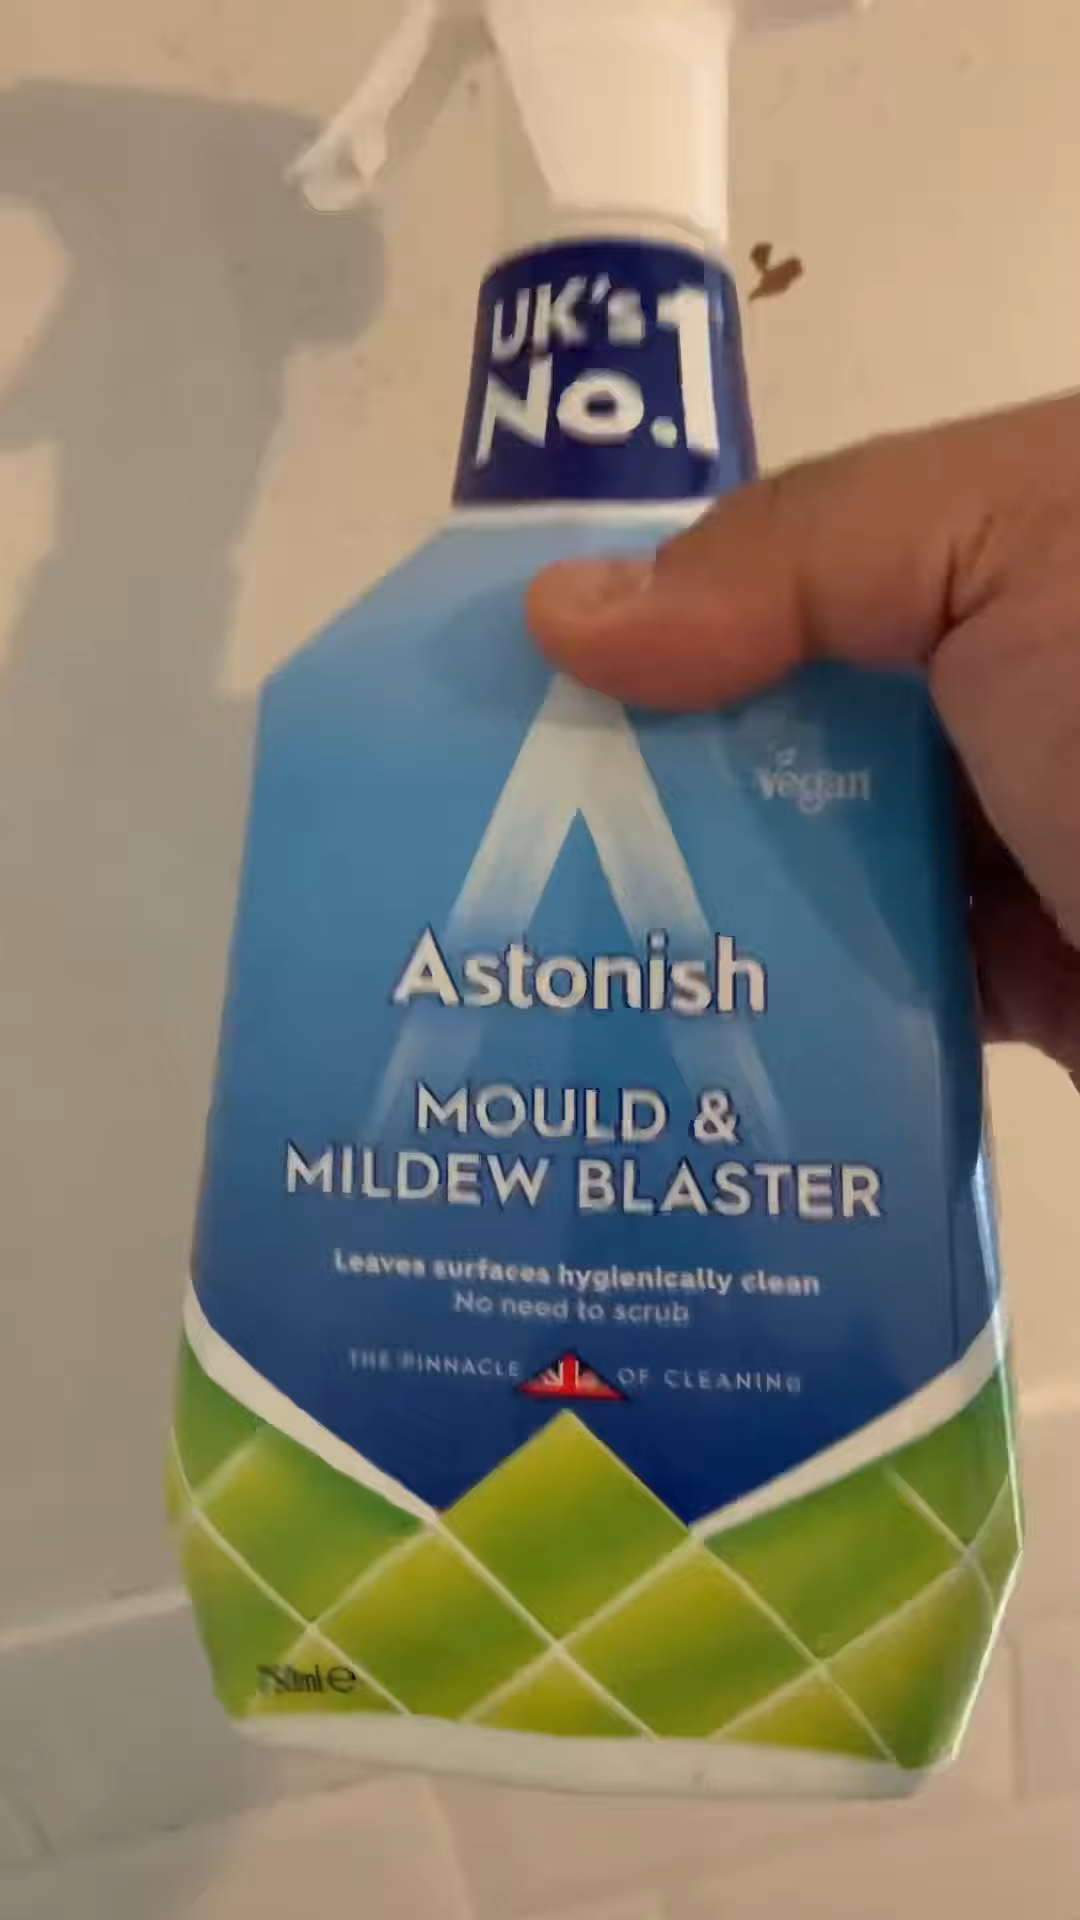 UK's
No.1
vegan
Astonish
MOULD &
MILDEW BLASTER
Leaves surfaces hygienically clean
No need to scrub
THE PINNACLE OF CLEANING
750ml e